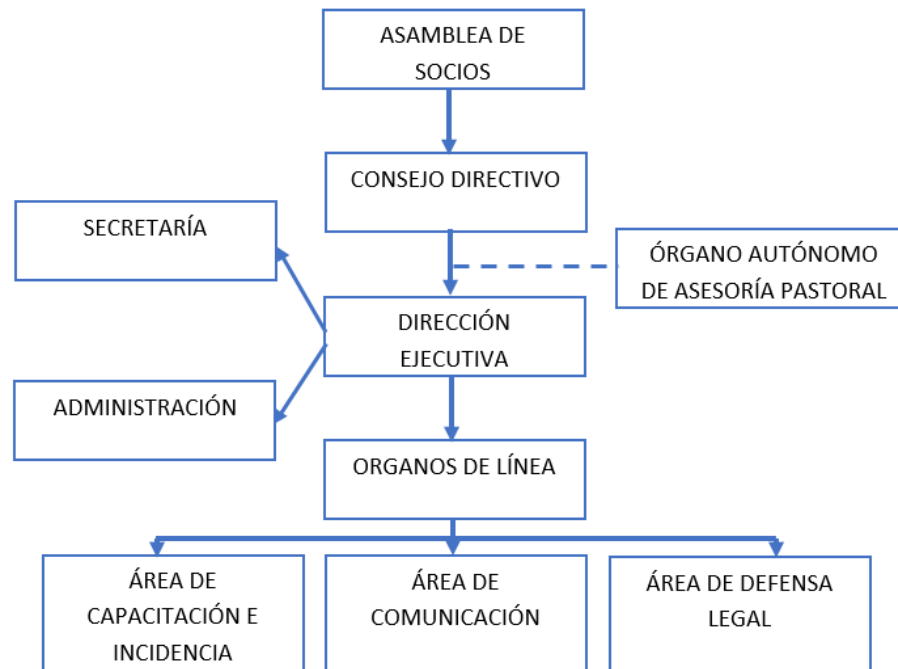 ASAMBLEA DE
SOCIOS
CONSEJO DIRECTIVO
SECRETARÍA
ÓRGANO AUTÓNOMO
DE ASESORÍA PASTORAL
DIRECCIÓN
EJECUTIVA
ADMINISTRACIÓN
ORGANOS DE LÍNEA
ÁREA DE
CAPACITACIÓN E
INCIDENCIA
ÁREA DE
COMUNICACIÓN
ÁREA DE DEFENSA
LEGAL